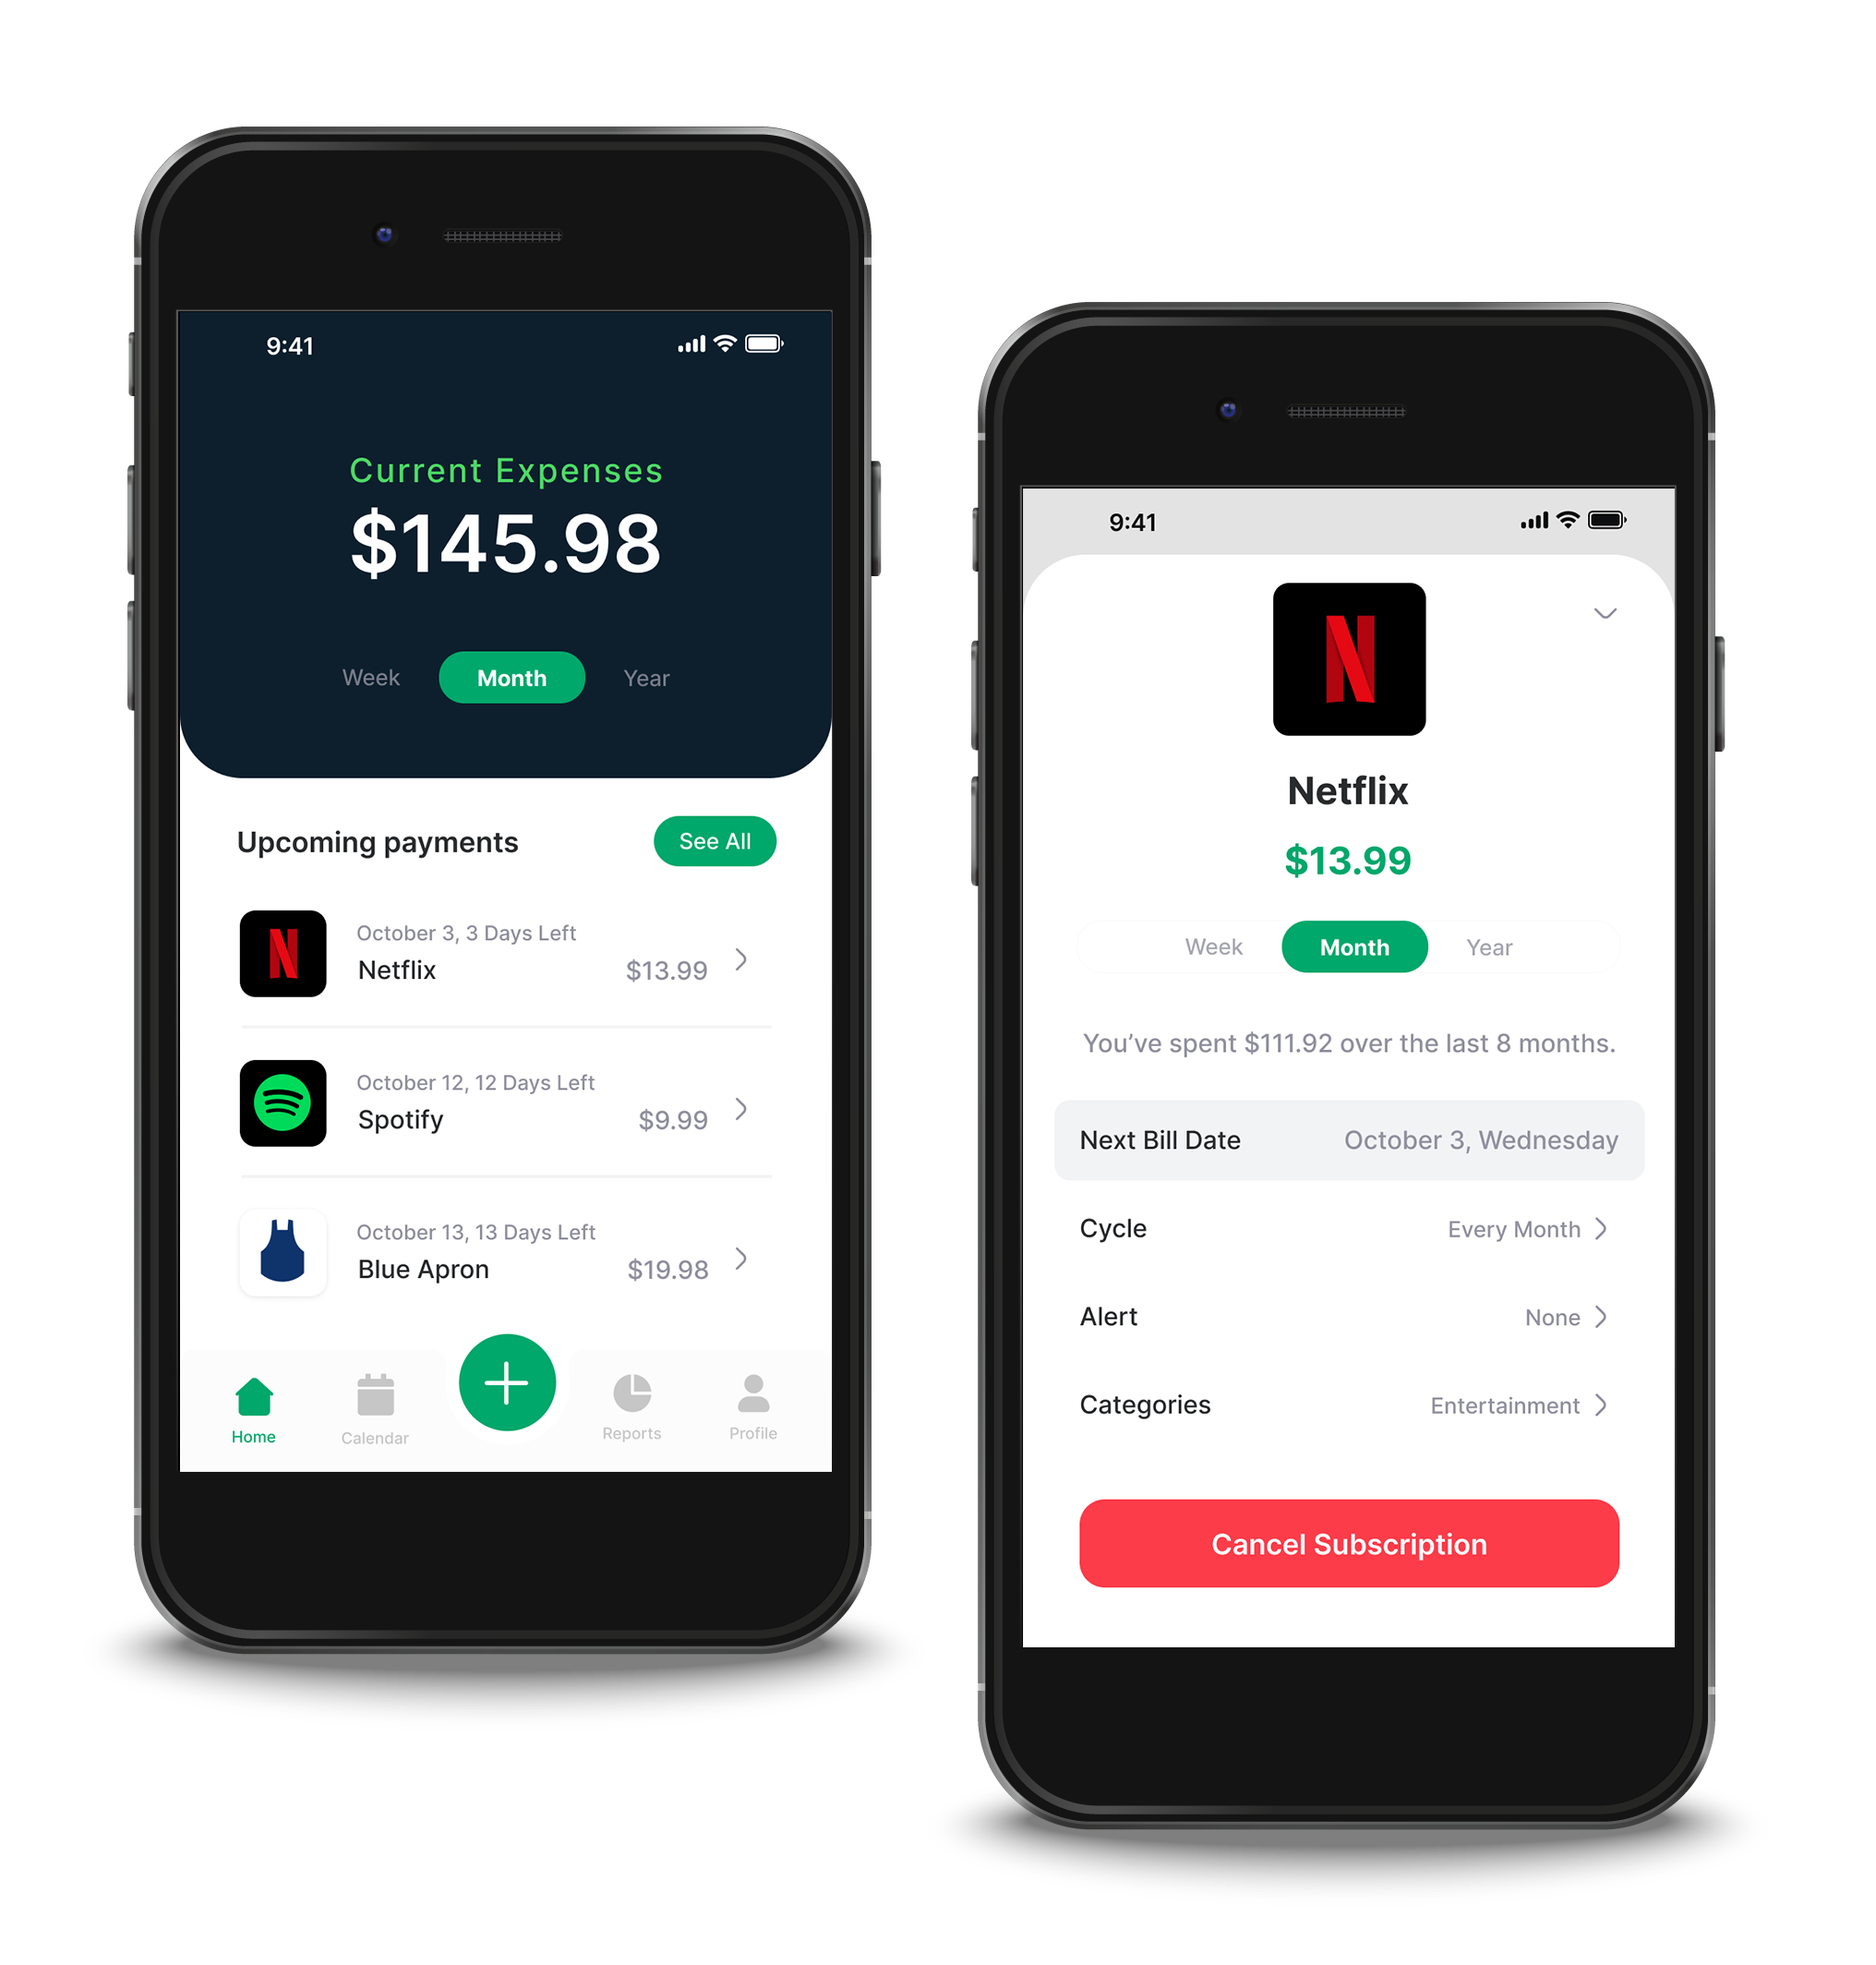 9:41
Current Expenses
$145.98
Week Month Year
Upcoming payments See All
October 3, 3 Days Left
Netflix $13.99
October 12, 12 Days Left
Spotify $9.99
October 13, 13 Days Left
Blue Apron $19.98
Home Calendar Reports Profile
9:41
N
Netflix
$13.99
Week Month Year
You’ve spent $111.92 over the last 8 months.
Next Bill Date October 3, Wednesday
Cycle Every Month
Alert None
Categories Entertainment
Cancel Subscription